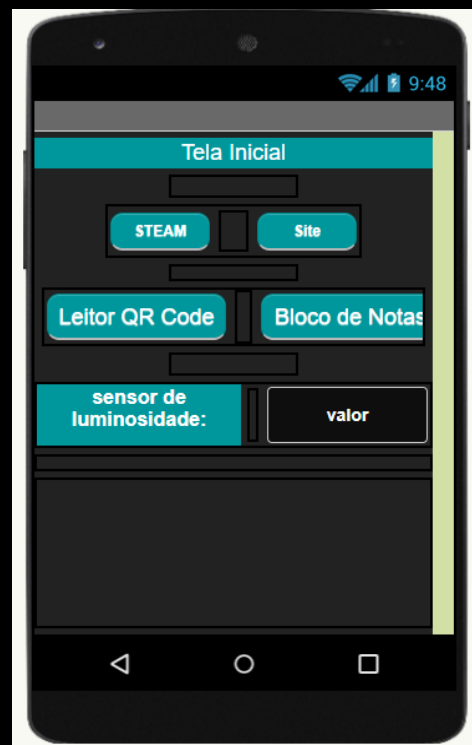 9:48
Tela Inicial
STEAM Site
Leitor QR Code Bloco de Notas
sensor de
luminosidade:
valor